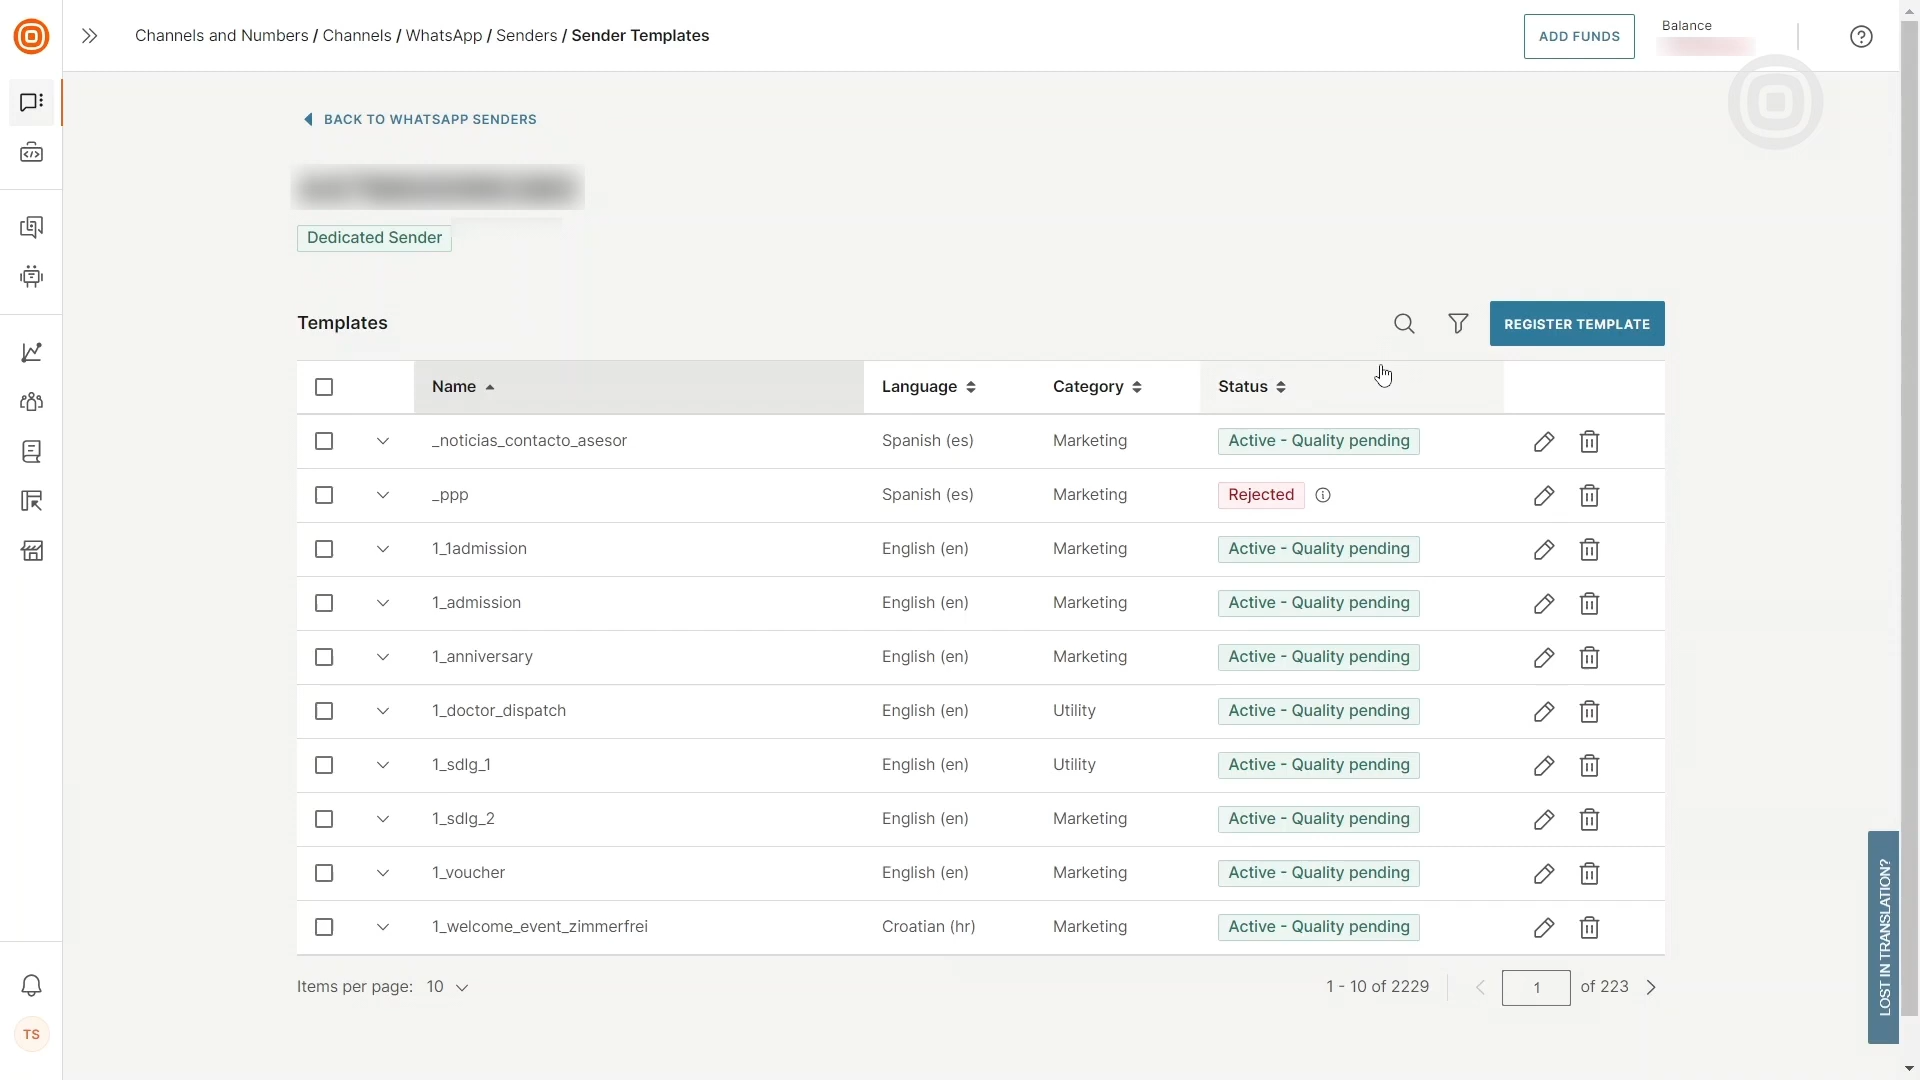 Channels and Numbers / Channels / WhatsApp / Senders / Sender Templates
ADD FUNDS
Balance
BACK TO WHATSAPP SENDERS
Dedicated Sender
Templates
REGISTER TEMPLATE
Name Language Category Status
_noticias_contacto_asesor Spanish (es) Marketing Active - Quality pending
_ppp Spanish (es) Marketing Rejected
1_1admission English (en) Marketing Active - Quality pending
1_admission English (en) Marketing Active - Quality pending
1_anniversary English (en) Marketing Active - Quality pending
1_doctor_dispatch English (en) Utility Active - Quality pending
1_sdlg_1 English (en) Utility Active - Quality pending
1_sdlg_2 English (en) Marketing Active - Quality pending
1_voucher English (en) Marketing Active - Quality pending
1_welcome_event_zimmerfrei Croatian (hr) Marketing Active - Quality pending
Items per page: 10 1 - 10 of 2229 1 of 223
LOST IN TRANSLATION?
TS